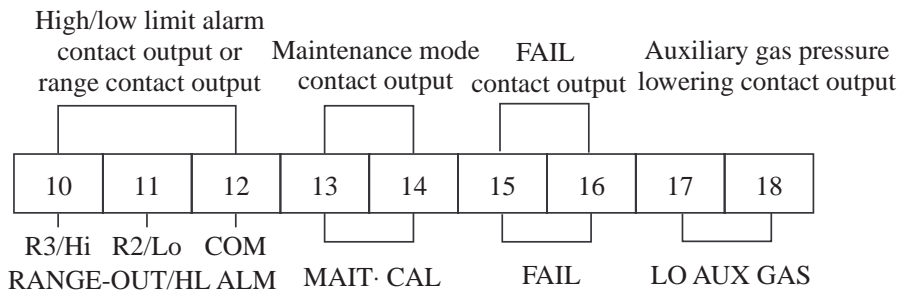 High/low limit alarm
contact output or
range contact output
Maintenance mode
contact output
FAIL
contact output
Auxiliary gas pressure
lowering contact output
10 11 12 13 14 15 16 17 18
R3/Hi R2/Lo COM
RANGE-OUT/HL ALM
MAIT· CAL
FAIL
LO AUX GAS